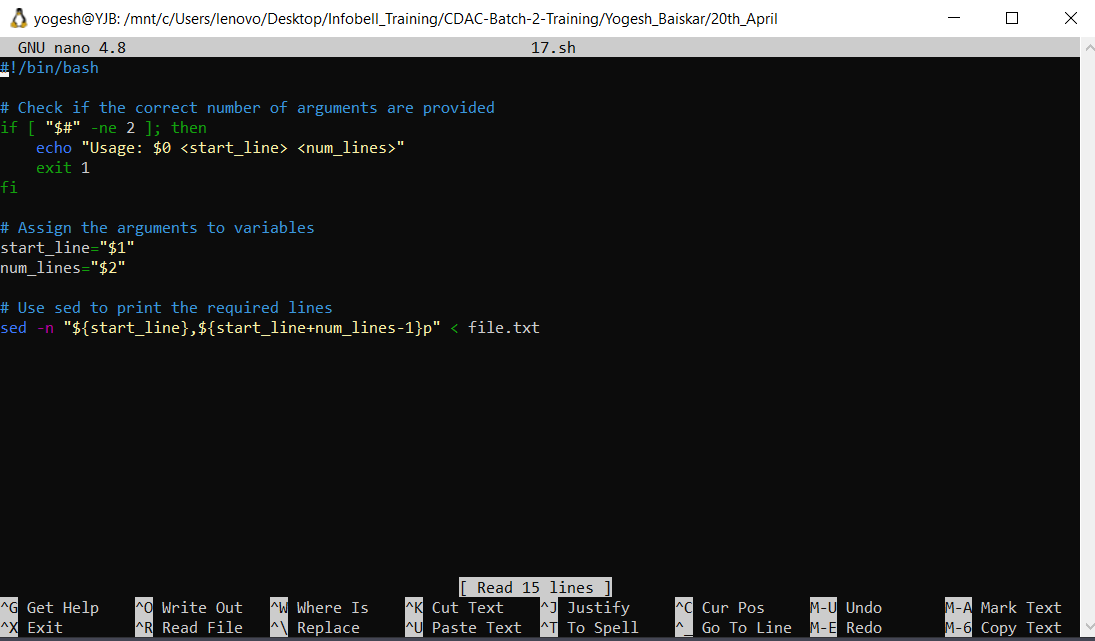 yogesh@YJB: /mnt/c/Users/lenovo/Desktop/Infobell_Training/CDAC-Batch-2-Training/Yogesh_Baiskar/20th_April
GNU nano 4.8 17.sh
#!/bin/bash
# Check if the correct number of arguments are provided
if [ "$#" -ne 2 ]; then
    echo "Usage: $0 <start_line> <num_lines>"
    exit 1
fi
# Assign the arguments to variables
start_line="$1"
num_lines="$2"
# Use sed to print the required lines
sed -n "${start_line},${start_line+num_lines-1}p" < file.txt
[ Read 15 lines ]
^G Get Help ^O Write Out ^W Where Is ^K Cut Text ^J Justify ^C Cur Pos M-U Undo M-A Mark Text
^X Exit ^R Read File ^\ Replace ^U Paste Text ^T To Spell ^_ Go To Line M-E Redo M-6 Copy Text